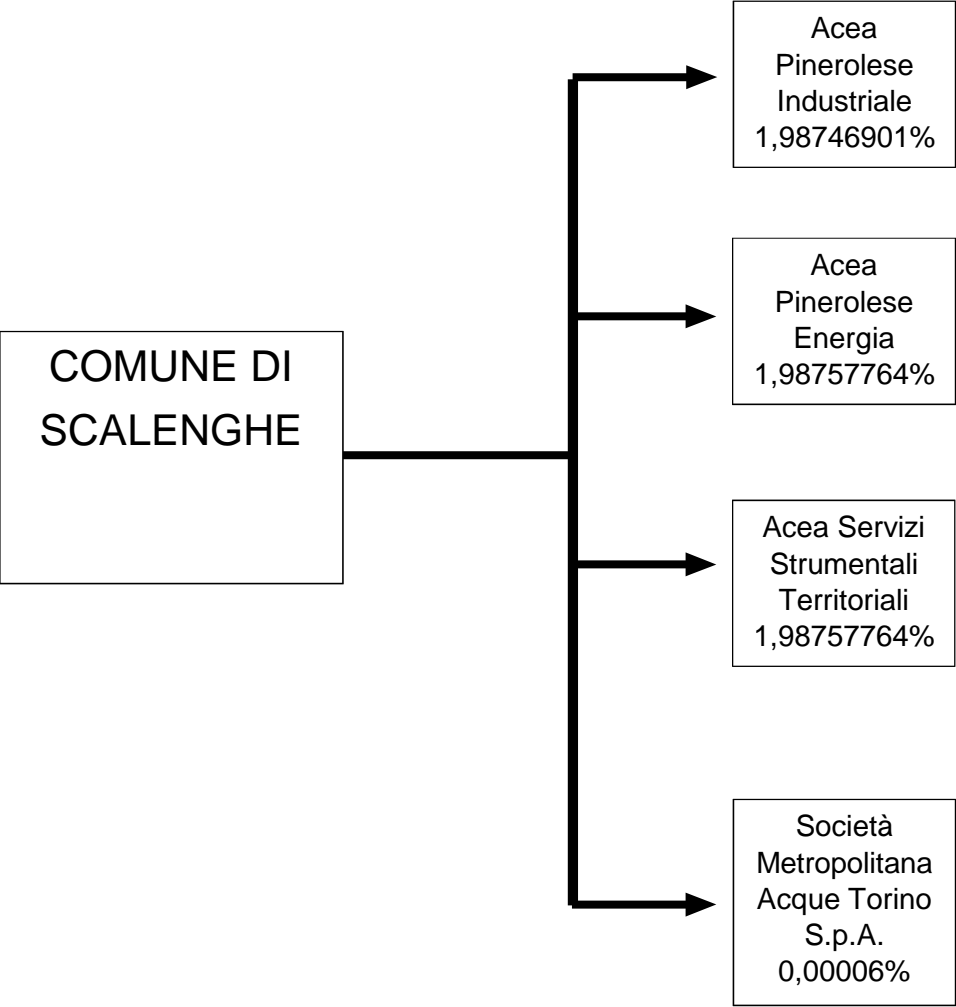 COMUNE DI
SCALENGHE
Acea
Pinerolese
Industriale
1,98746901%
Acea
Pinerolese
Energia
1,98757764%
Acea Servizi
Strumentali
Territoriali
1,98757764%
Società
Metropolitana
Acque Torino
S.p.A.
0,00006%